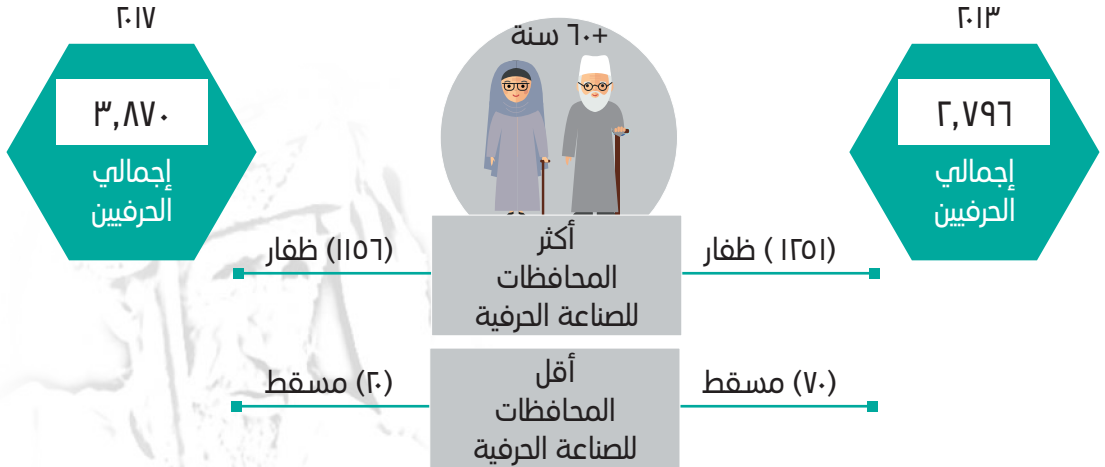 ٢٠١٣
٢,٧٩٦
إجمالي
الحرفيين
+٦٠ سنة
٢٠١٧
٣,٨٧٠
إجمالي
الحرفيين
(١٢٥١ ) ظفار
أكثر
المحافظات
للصناعة الحرفية
(١١٥٦) ظفار
(٧٠) مسقط
أقل
المحافظات
للصناعة الحرفية
(٢٠) مسقط